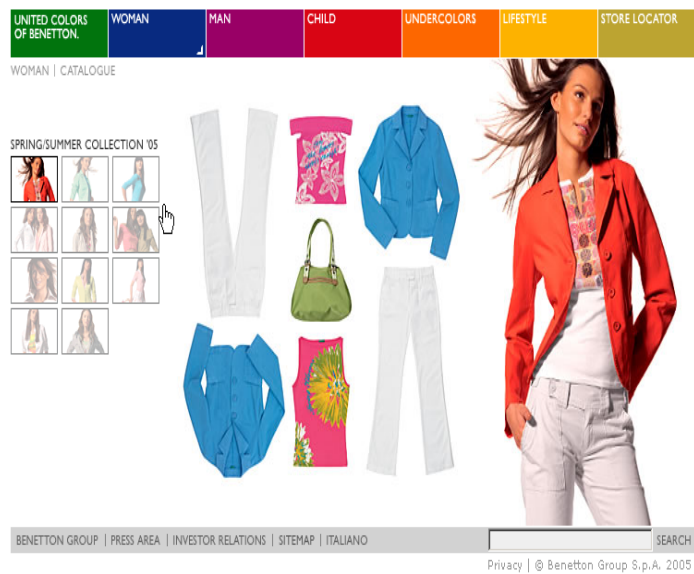 UNITED COLORS
OF BENETTON.
WOMAN
MAN
CHILD
UNDERCOLORS
LIFESTYLE
STORE LOCATOR
WOMAN | CATALOGUE
SPRING/SUMMER COLLECTION '05
BENETTON GROUP | PRESS AREA | INVESTOR RELATIONS | SITEMAP | ITALIANO
SEARCH
Privacy | @ Benetton Group S.p.A. 2005